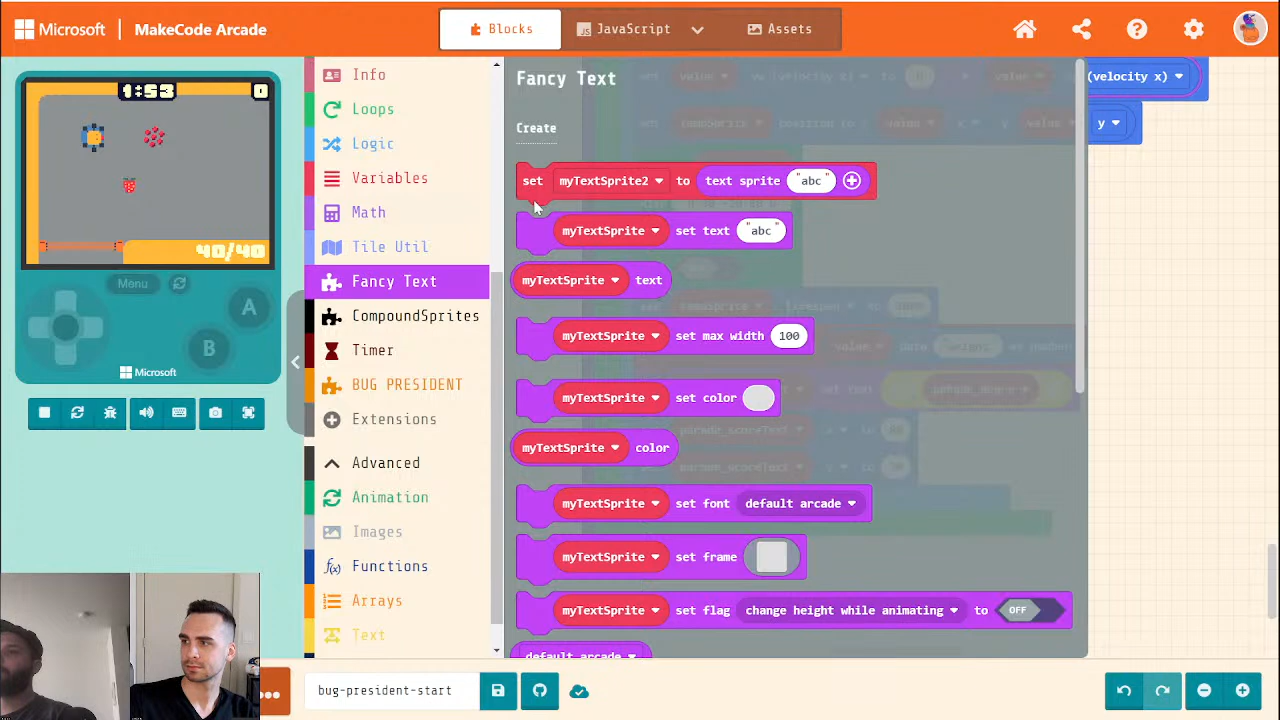 Microsoft | MakeCode Arcade
Blocks
JavaScript
Assets
1:53
0
40/40
Menu
A
B
Microsoft
Info
Loops
Logic
Variables
Math
Tile Util
Fancy Text
CompoundSprites
Timer
BUG PRESIDENT
Extensions
Advanced
Animation
Images
Functions
Arrays
Text
Fancy Text
Create
set myTextSprite2 to text sprite "abc"
myTextSprite set text "abc"
myTextSprite text
myTextSprite set max width 100
myTextSprite set color
myTextSprite color
myTextSprite set font default arcade
myTextSprite set frame
myTextSprite set flag change height while animating to OFF
default arcade
(velocity x)
y
bug-president-start